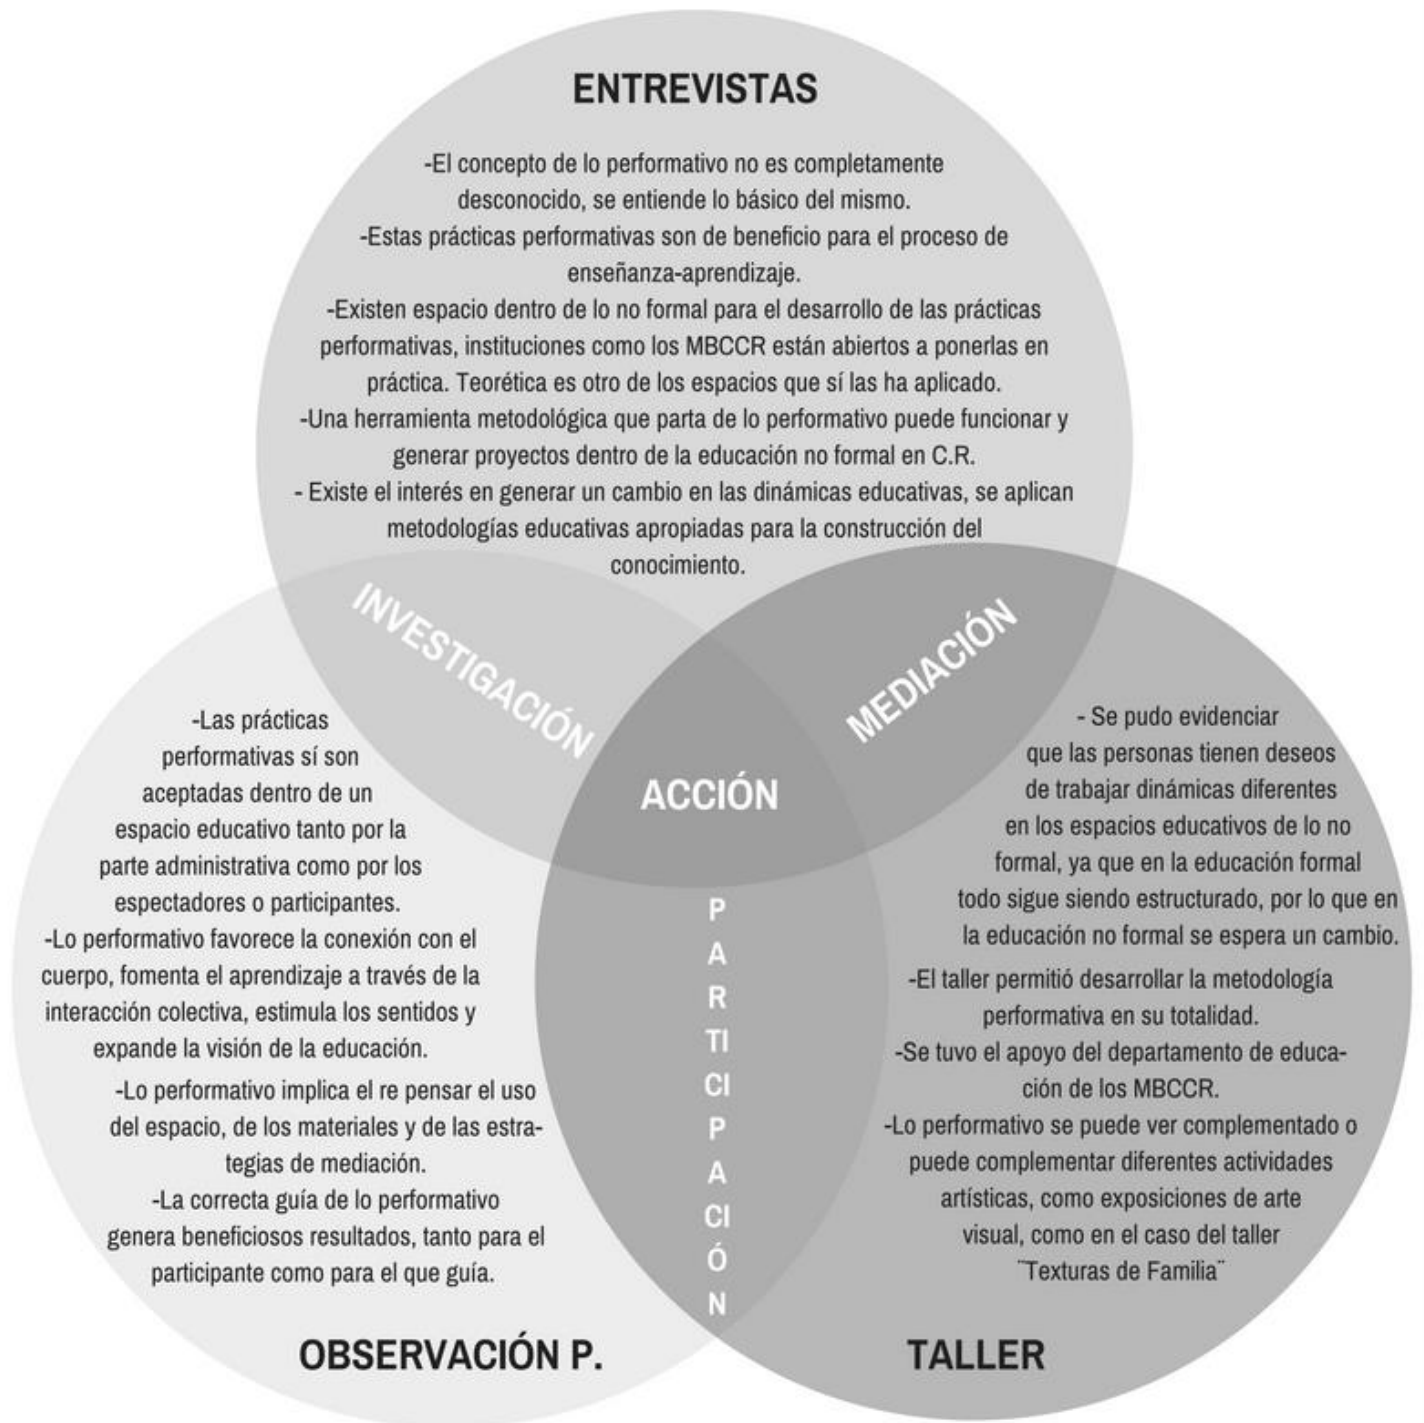 ENTREVISTAS
-El concepto de lo performativo no es completamente
desconocido, se entiende lo básico del mismo.
-Estas prácticas performativas son de beneficio para el proceso de
enseñanza-aprendizaje.
-Existen espacio dentro de lo no formal para el desarrollo de las prácticas
performativas, instituciones como los MBCCR están abiertos a ponerlas en
práctica. Teorética es otro de los espacios que sí las ha aplicado.
-Una herramienta metodológica que parta de lo performativo puede funcionar y
generar proyectos dentro de la educación no formal en C.R.
- Existe el interés en generar un cambio en las dinámicas educativas, se aplican
metodologías educativas apropiadas para la construcción del
conocimiento.
INVESTIGACIÓN
MEDIACIÓN
ACCIÓN
P
A
R
TI
CI
P
A
CI
Ó
N
-Las prácticas
performativas sí son
aceptadas dentro de un
espacio educativo tanto por la
parte administrativa como por los
espectadores o participantes.
-Lo performativo favorece la conexión con el
cuerpo, fomenta el aprendizaje a través de la
interacción colectiva, estimula los sentidos y
expande la visión de la educación.
-Lo performativo implica el re pensar el uso
del espacio, de los materiales y de las estra-
tegias de mediación.
-La correcta guía de lo performativo
genera beneficiosos resultados, tanto para el
participante como para el que guía.
OBSERVACIÓN P.
- Se pudo evidenciar
que las personas tienen deseos
de trabajar dinámicas diferentes
en los espacios educativos de lo no
formal, ya que en la educación formal
todo sigue siendo estructurado, por lo que en
la educación no formal se espera un cambio.
-El taller permitió desarrollar la metodología
performativa en su totalidad.
-Se tuvo el apoyo del departamento de educa-
ción de los MBCCR.
-Lo performativo se puede ver complementado o
puede complementar diferentes actividades
artísticas, como exposiciones de arte
visual, como en el caso del taller
¨Texturas de Familia¨
TALLER